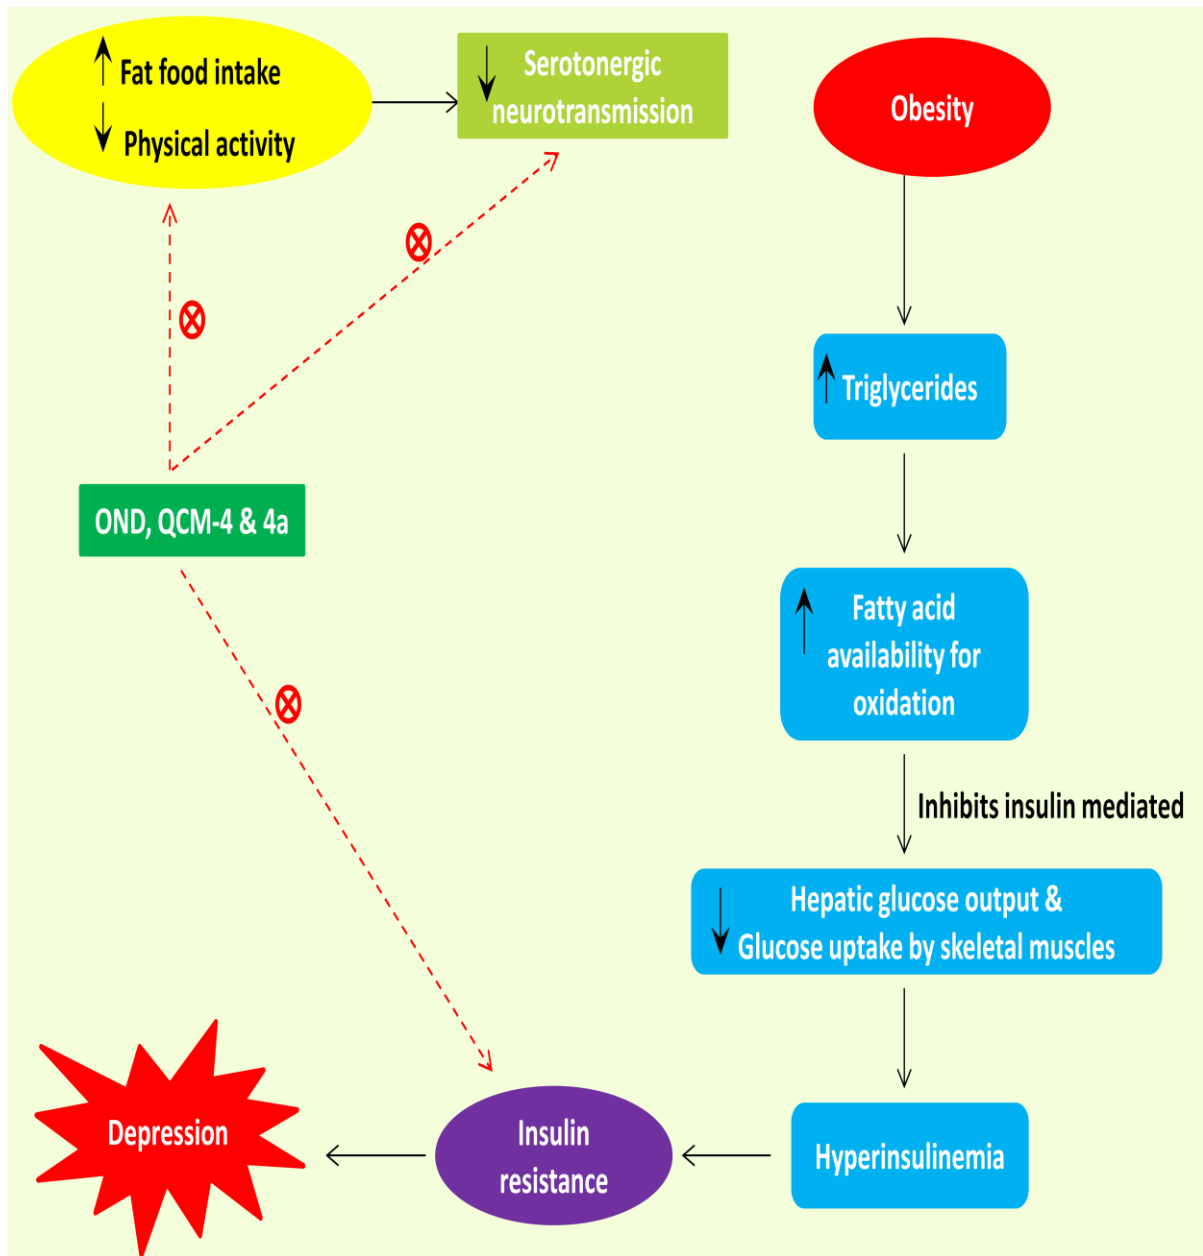 Fat food intake
Physical activity
Serotonergic
neurotransmission
Obesity
Triglycerides
OND, QCM-4 & 4a
Fatty acid
availability for
oxidation
Inhibits insulin mediated
Hepatic glucose output &
Glucose uptake by skeletal muscles
Depression
Insulin
resistance
Hyperinsulinemia